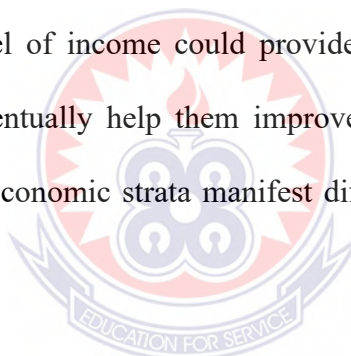 el of income could provide
entually help them improve
conomic strata manifest di
EDUCATION FOR SERVICE